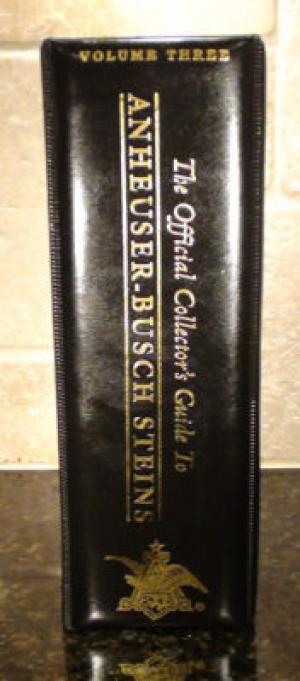 VOLUME THREE
The Official Collector's Guide To
ANHEUSER-BUSCH STEINS
®